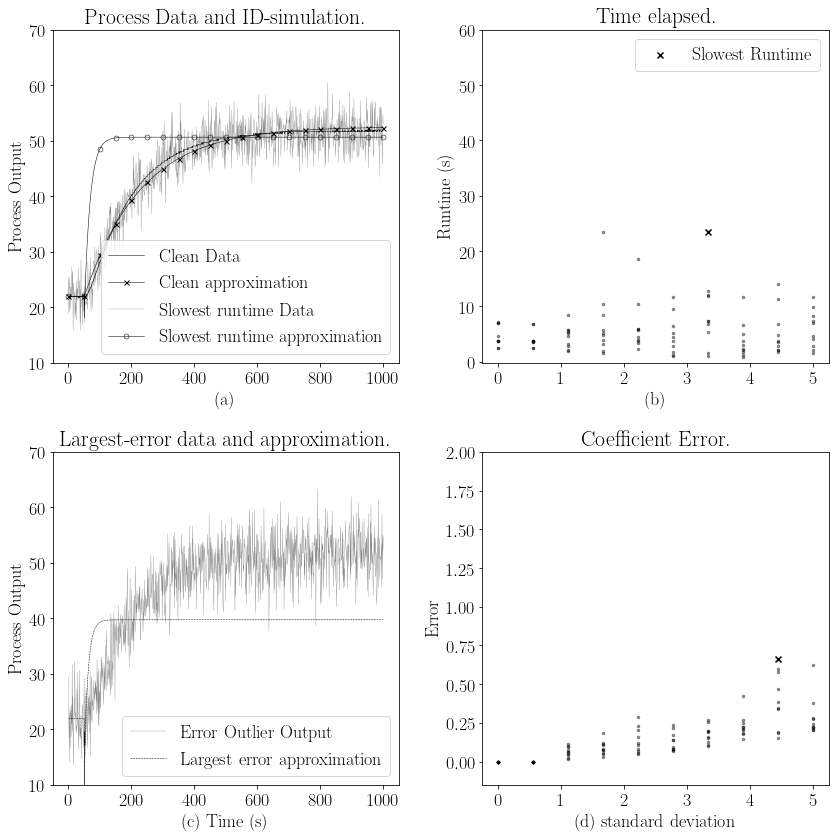 Process Data and ID-simulation.
Process Output
70
60
50
40
30
20
10
Clean Data
Clean approximation
Slowest runtime Data
Slowest runtime approximation
0 200 400 600 800 1000
(a)
Time elapsed.
Runtime (s)
60
50
40
30
20
10
0
Slowest Runtime
0 1 2 3 4 5
(b)
Largest-error data and approximation.
Process Output
70
60
50
40
30
20
10
Error Outlier Output
Largest error approximation
0 200 400 600 800 1000
(c) Time (s)
Coefficient Error.
Error
2.00
1.75
1.50
1.25
1.00
0.75
0.50
0.25
0.00
0 1 2 3 4 5
(d) standard deviation